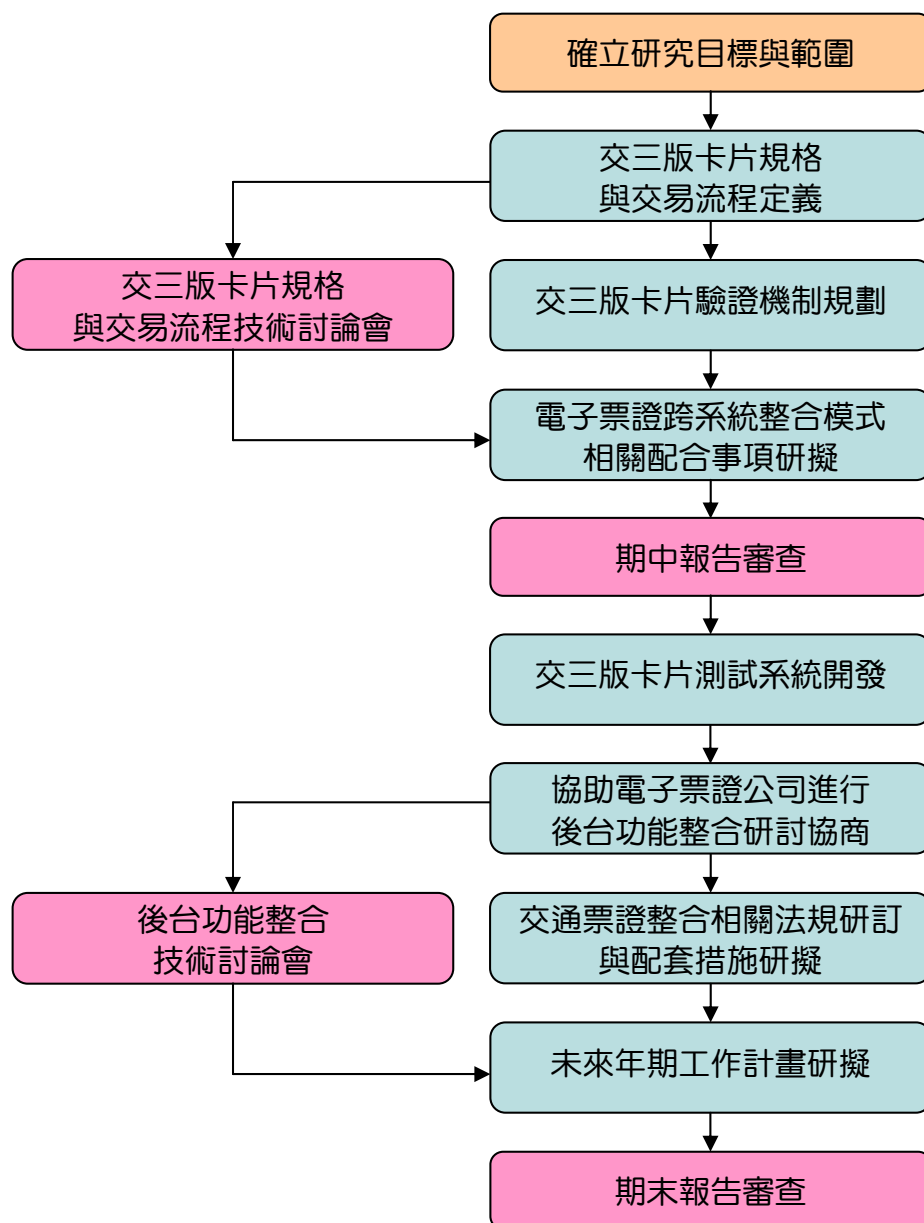 確立研究目標與範圍
交三版卡片規格
與交易流程定義
交三版卡片規格
與交易流程技術討論會
交三版卡片驗證機制規劃
電子票證跨系統整合模式
相關配合事項研擬
期中報告審查
交三版卡片測試系統開發
協助電子票證公司進行
後台功能整合研討協商
後台功能整合
技術討論會
交通票證整合相關法規研訂
與配套措施研擬
未來年期工作計畫研擬
期末報告審查